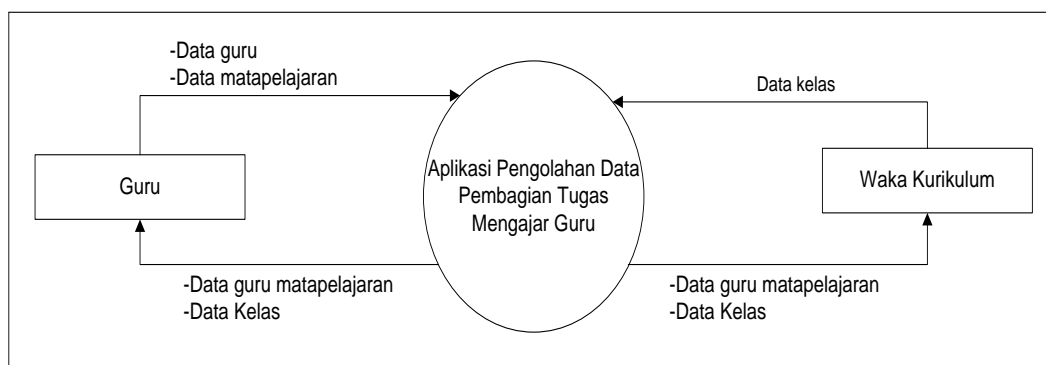 -Data guru
-Data matapelajaran
Data kelas
Guru
Aplikasi Pengolahan Data
Pembagian Tugas
Mengajar Guru
Waka Kurikulum
-Data guru matapelajaran
-Data Kelas
-Data guru matapelajaran
-Data Kelas